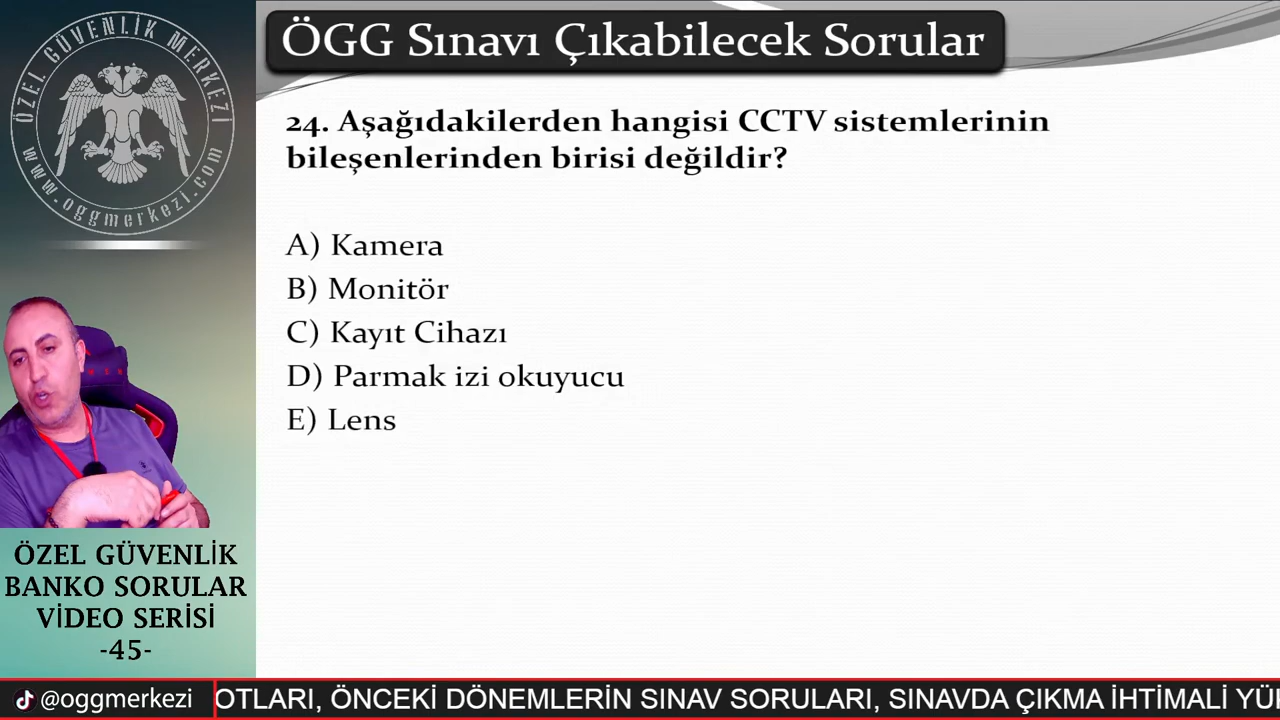 ÖZEL GÜVENLİK MERKEZİ
www.oggmerkezi.com
ÖGG Sınavı Çıkabilecek Sorular
24. Aşağıdakilerden hangisi CCTV sistemlerinin
bileşenlerinden birisi değildir?
A) Kamera
B) Monitör
C) Kayıt Cihazı
D) Parmak izi okuyucu
E) Lens
ÖZEL GÜVENLİK
BANKO SORULAR
VİDEO SERİSİ
-45-
@oggmerkezi
OTLARI, ÖNCEKİ DÖNEMLERİN SINAV SORULARI, SINAVDA ÇIKMA İHTİMALİ YÜ